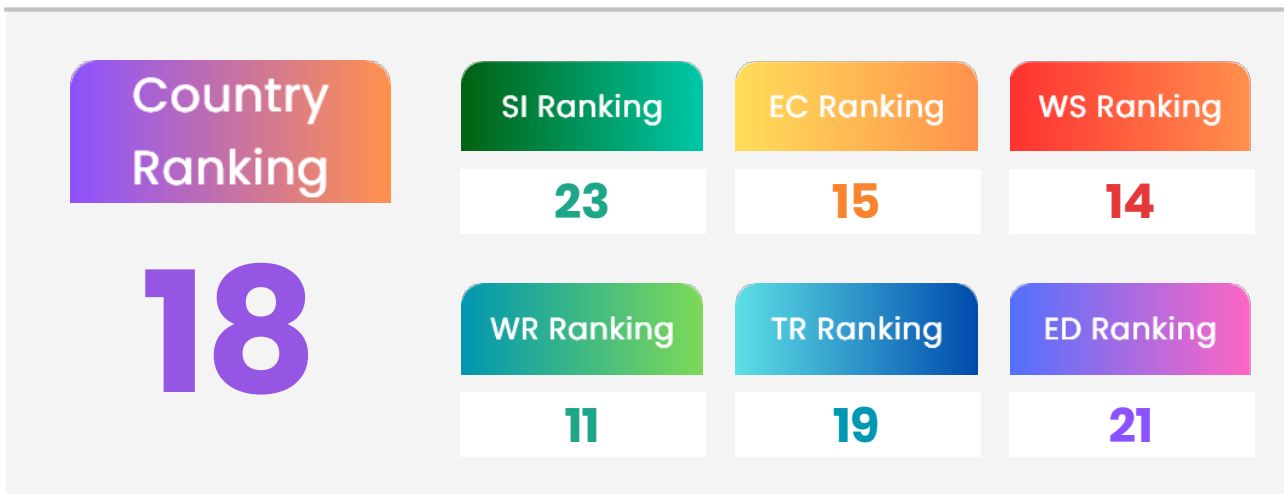 Country
Ranking
18
SI Ranking
EC Ranking
WS Ranking
23
15
14
WR Ranking
TR Ranking
ED Ranking
11
19
21